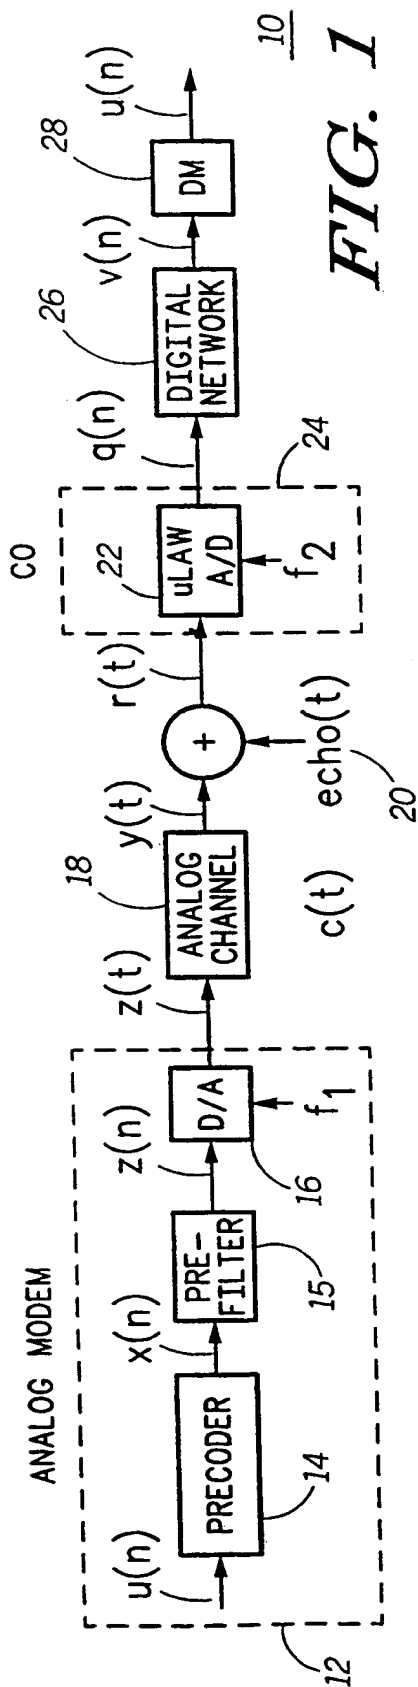 ANALOG MODEM
u(n)
PRECODER
14
x(n)
PRE-
FILTER
15
z(n)
D/A
16
f1
12
z(t)
18
ANALOG
CHANNEL
c(t)
y(t)
+
echo(t)
20
r(t)
CO
22
uLAW
A/D
f2
24
q(n)
26
DIGITAL
NETWORK
v(n)
28
DM
u(n)
10
FIG. 1